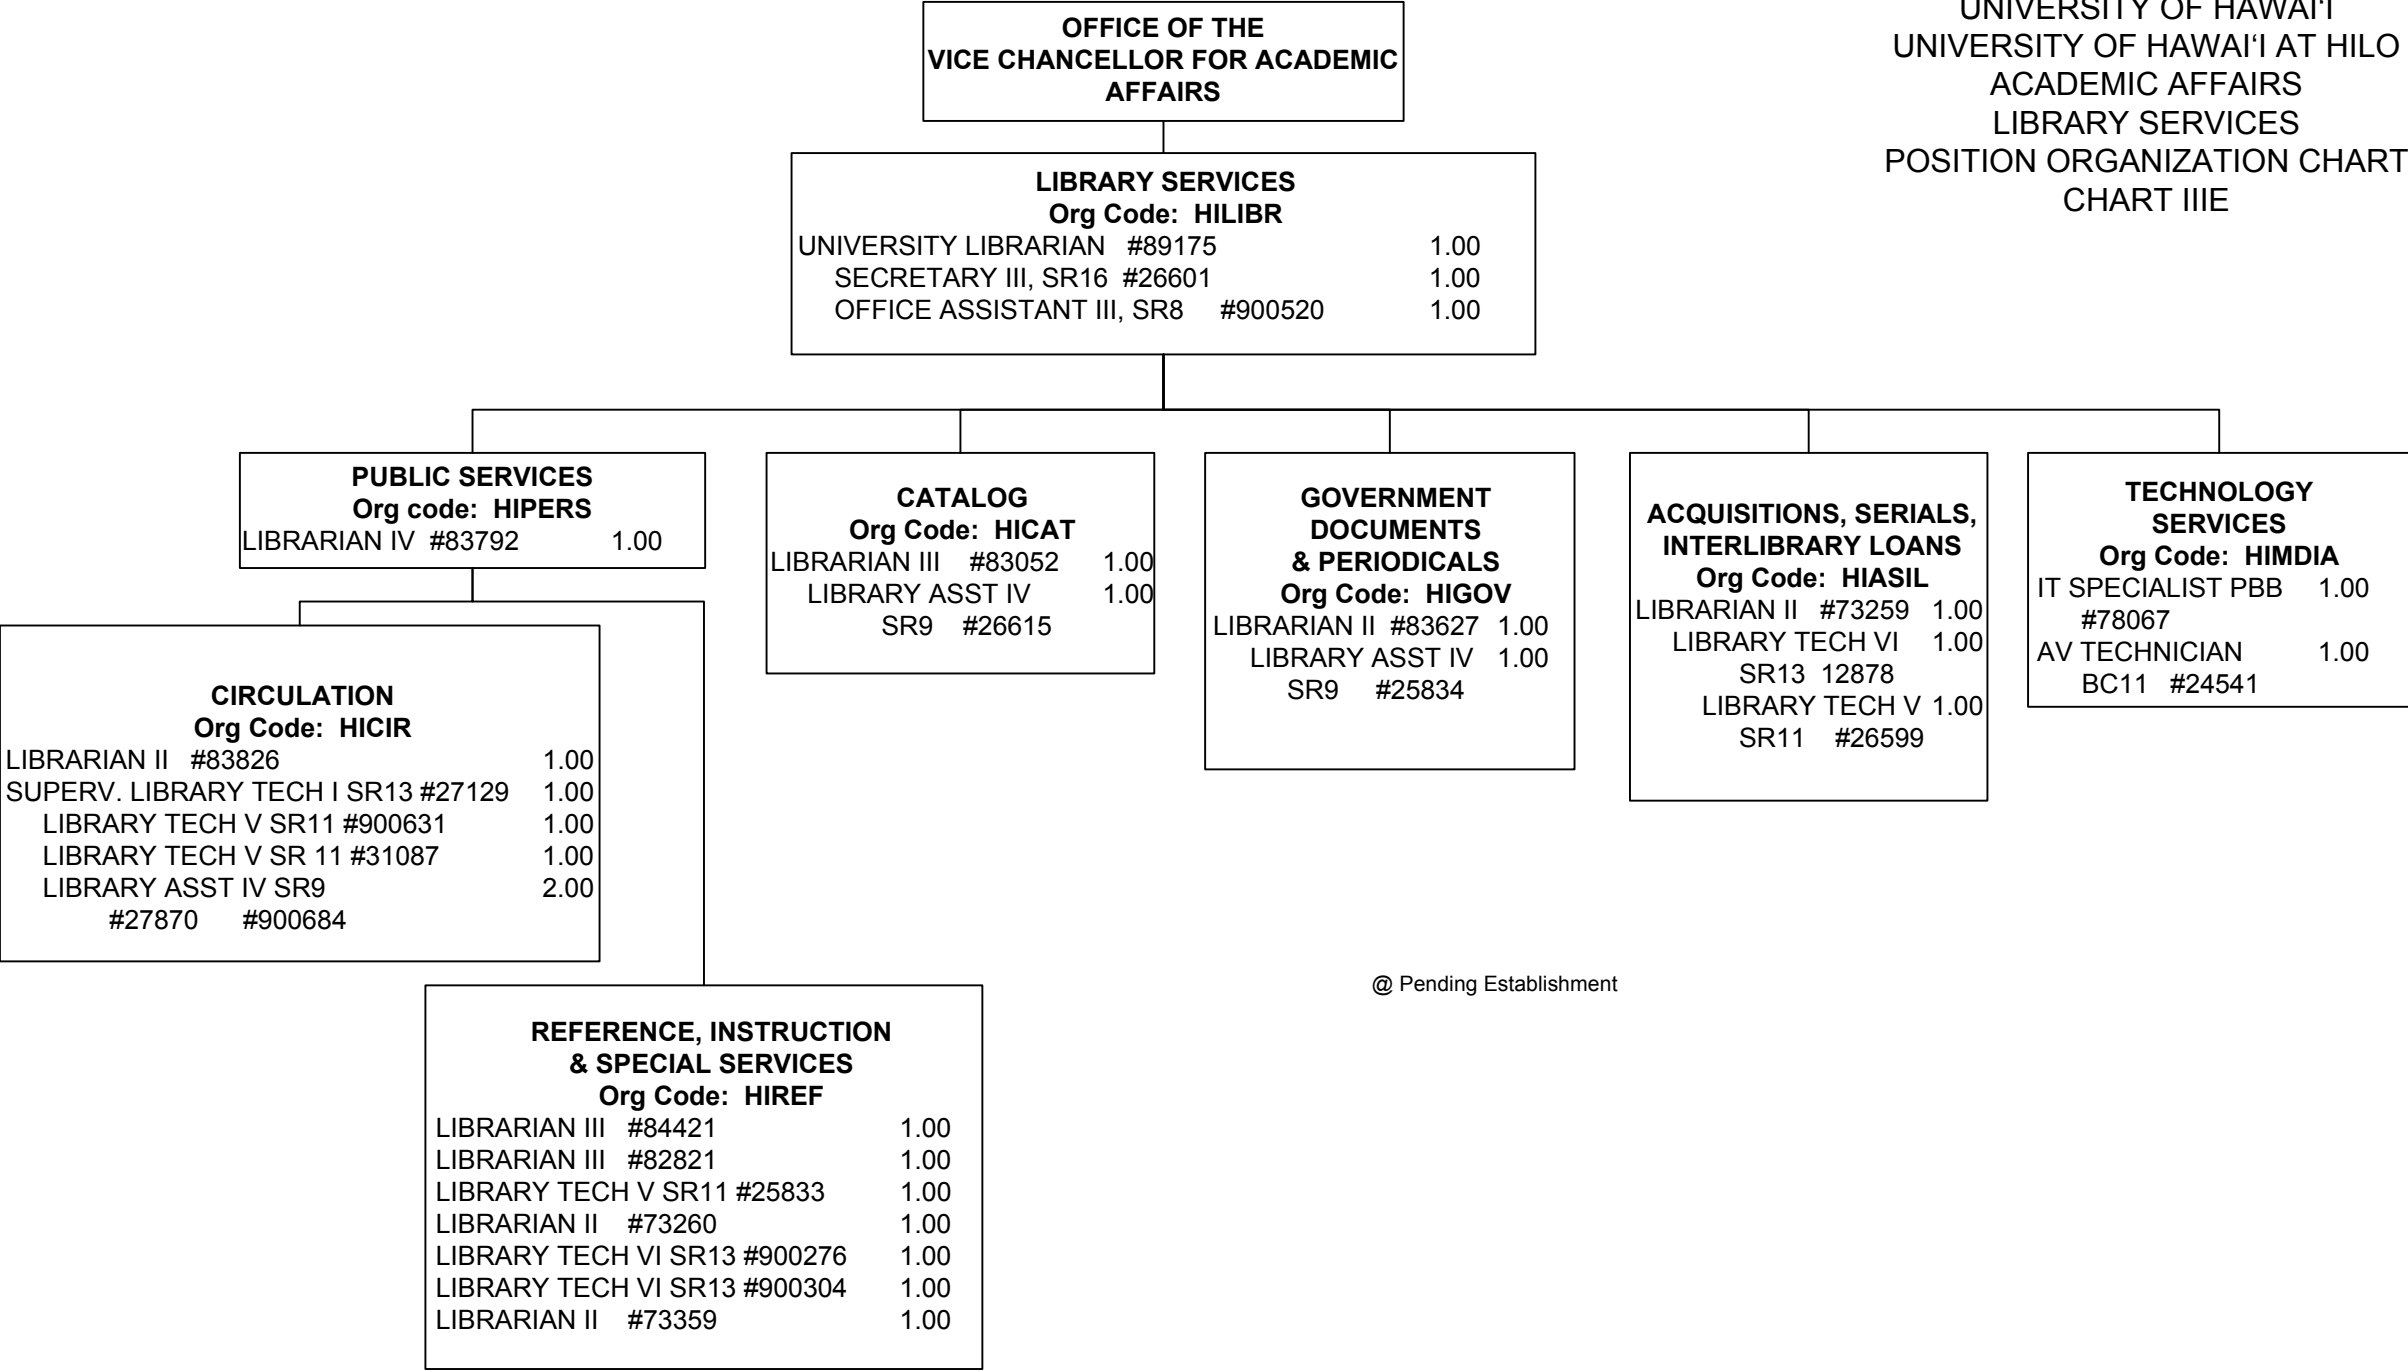 OFFICE OF THE
VICE CHANCELLOR FOR ACADEMIC
AFFAIRS
UNIVERSITY OF HAWAIʻI
UNIVERSITY OF HAWAIʻI AT HILO
ACADEMIC AFFAIRS
LIBRARY SERVICES
POSITION ORGANIZATION CHART
CHART IIIE
LIBRARY SERVICES
Org Code: HILIBR
UNIVERSITY LIBRARIAN #89175 1.00
SECRETARY III, SR16 #26601 1.00
OFFICE ASSISTANT III, SR8 #900520 1.00
PUBLIC SERVICES
Org code: HIPERS
LIBRARIAN IV #83792 1.00
CATALOG
Org Code: HICAT
LIBRARIAN III #83052 1.00
LIBRARY ASST IV 1.00
SR9 #26615
GOVERNMENT
DOCUMENTS
& PERIODICALS
Org Code: HIGOV
LIBRARIAN II #83627 1.00
LIBRARY ASST IV 1.00
SR9 #25834
ACQUISITIONS, SERIALS,
INTERLIBRARY LOANS
Org Code: HIASIL
LIBRARIAN II #73259 1.00
LIBRARY TECH VI 1.00
SR13 12878
LIBRARY TECH V 1.00
SR11 #26599
TECHNOLOGY
SERVICES
Org Code: HIMDIA
IT SPECIALIST PBB 1.00
#78067
AV TECHNICIAN 1.00
BC11 #24541
CIRCULATION
Org Code: HICIR
LIBRARIAN II #83826 1.00
SUPERV. LIBRARY TECH I SR13 #27129 1.00
LIBRARY TECH V SR11 #900631 1.00
LIBRARY TECH V SR 11 #31087 1.00
LIBRARY ASST IV SR9 2.00
#27870 #900684
@ Pending Establishment
REFERENCE, INSTRUCTION
& SPECIAL SERVICES
Org Code: HIREF
LIBRARIAN III #84421 1.00
LIBRARIAN III #82821 1.00
LIBRARY TECH V SR11 #25833 1.00
LIBRARIAN II #73260 1.00
LIBRARY TECH VI SR13 #900276 1.00
LIBRARY TECH VI SR13 #900304 1.00
LIBRARIAN II #73359 1.00